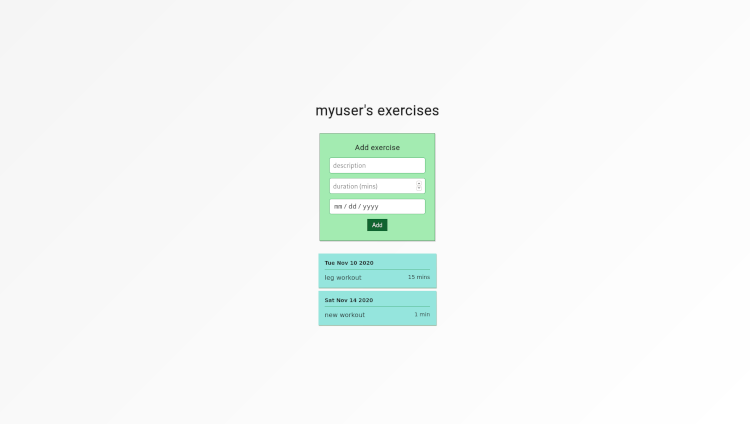 myuser's exercises
Add exercise
description
duration (mins)
mm / dd / yyyy
Add
Tue Nov 10 2020
leg workout 15 mins
Sat Nov 14 2020
new workout 1 min